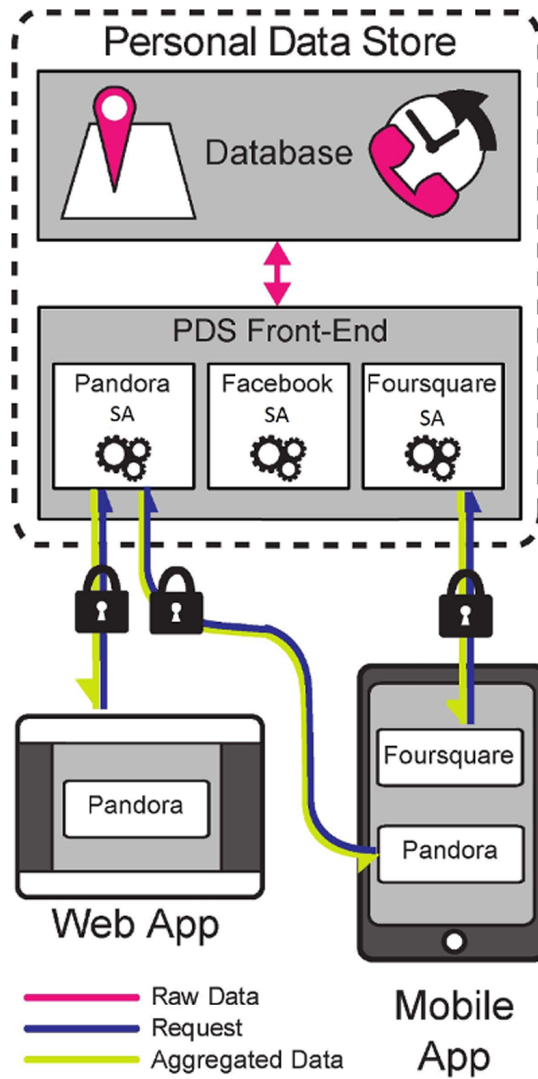 Personal Data Store
Database
PDS Front-End
Pandora
SA
Facebook
SA
Foursquare
SA
Foursquare
Pandora
Pandora
Web App
Mobile
App
Raw Data
Request
Aggregated Data